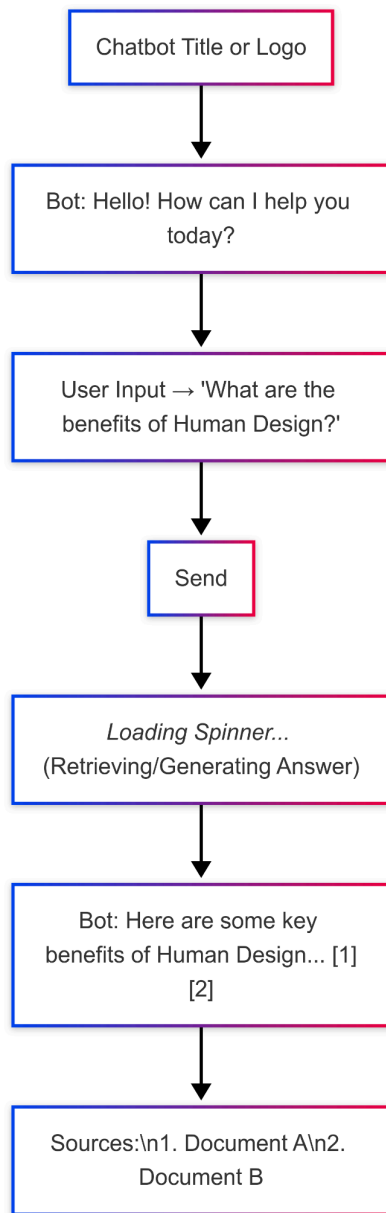 Chatbot Title or Logo
Bot: Hello! How can I help you
today?
User Input → 'What are the
benefits of Human Design?'
Send
Loading Spinner...
(Retrieving/Generating Answer)
Bot: Here are some key
benefits of Human Design... [1]
[2]
Sources:\n1. Document A\n2.
Document B